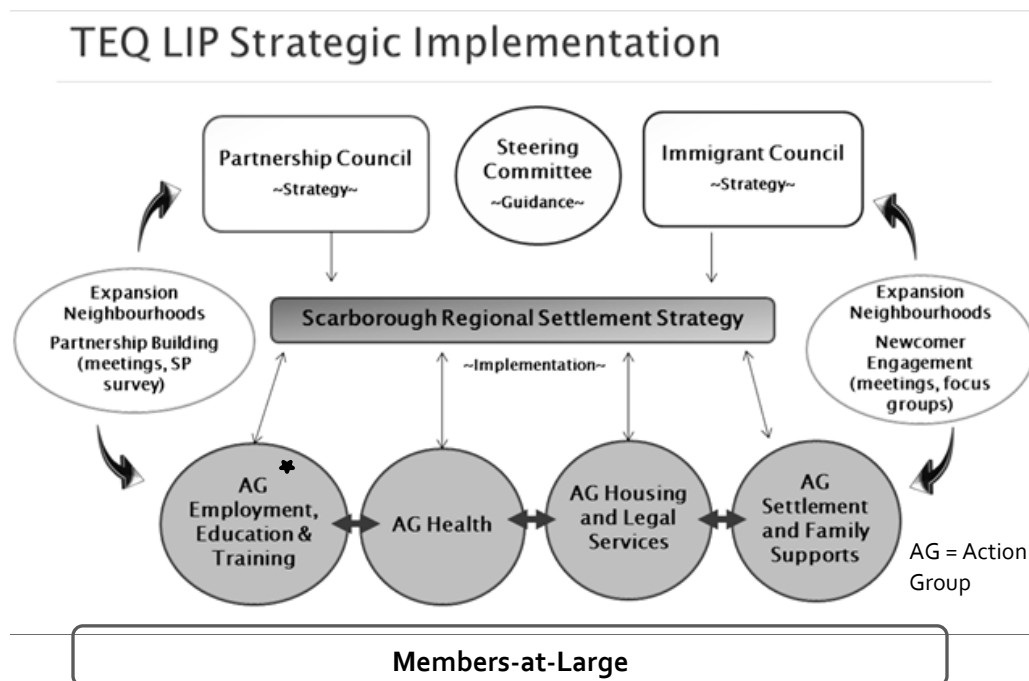 TEQ LIP Strategic Implementation
Partnership Council
~Strategy~
Steering
Committee
~Guidance~
Immigrant Council
~Strategy~
Expansion
Neighbourhoods
Partnership Building
(meetings, SP
survey)
Scarborough Regional Settlement Strategy
~Implementation~
Expansion
Neighbourhoods
Newcomer
Engagement
(meetings, focus
groups)
AG
Employment,
Education &
Training
AG Health
AG Housing
and Legal
Services
AG
Settlement
and Family
Supports
AG = Action
Group
Members-at-Large